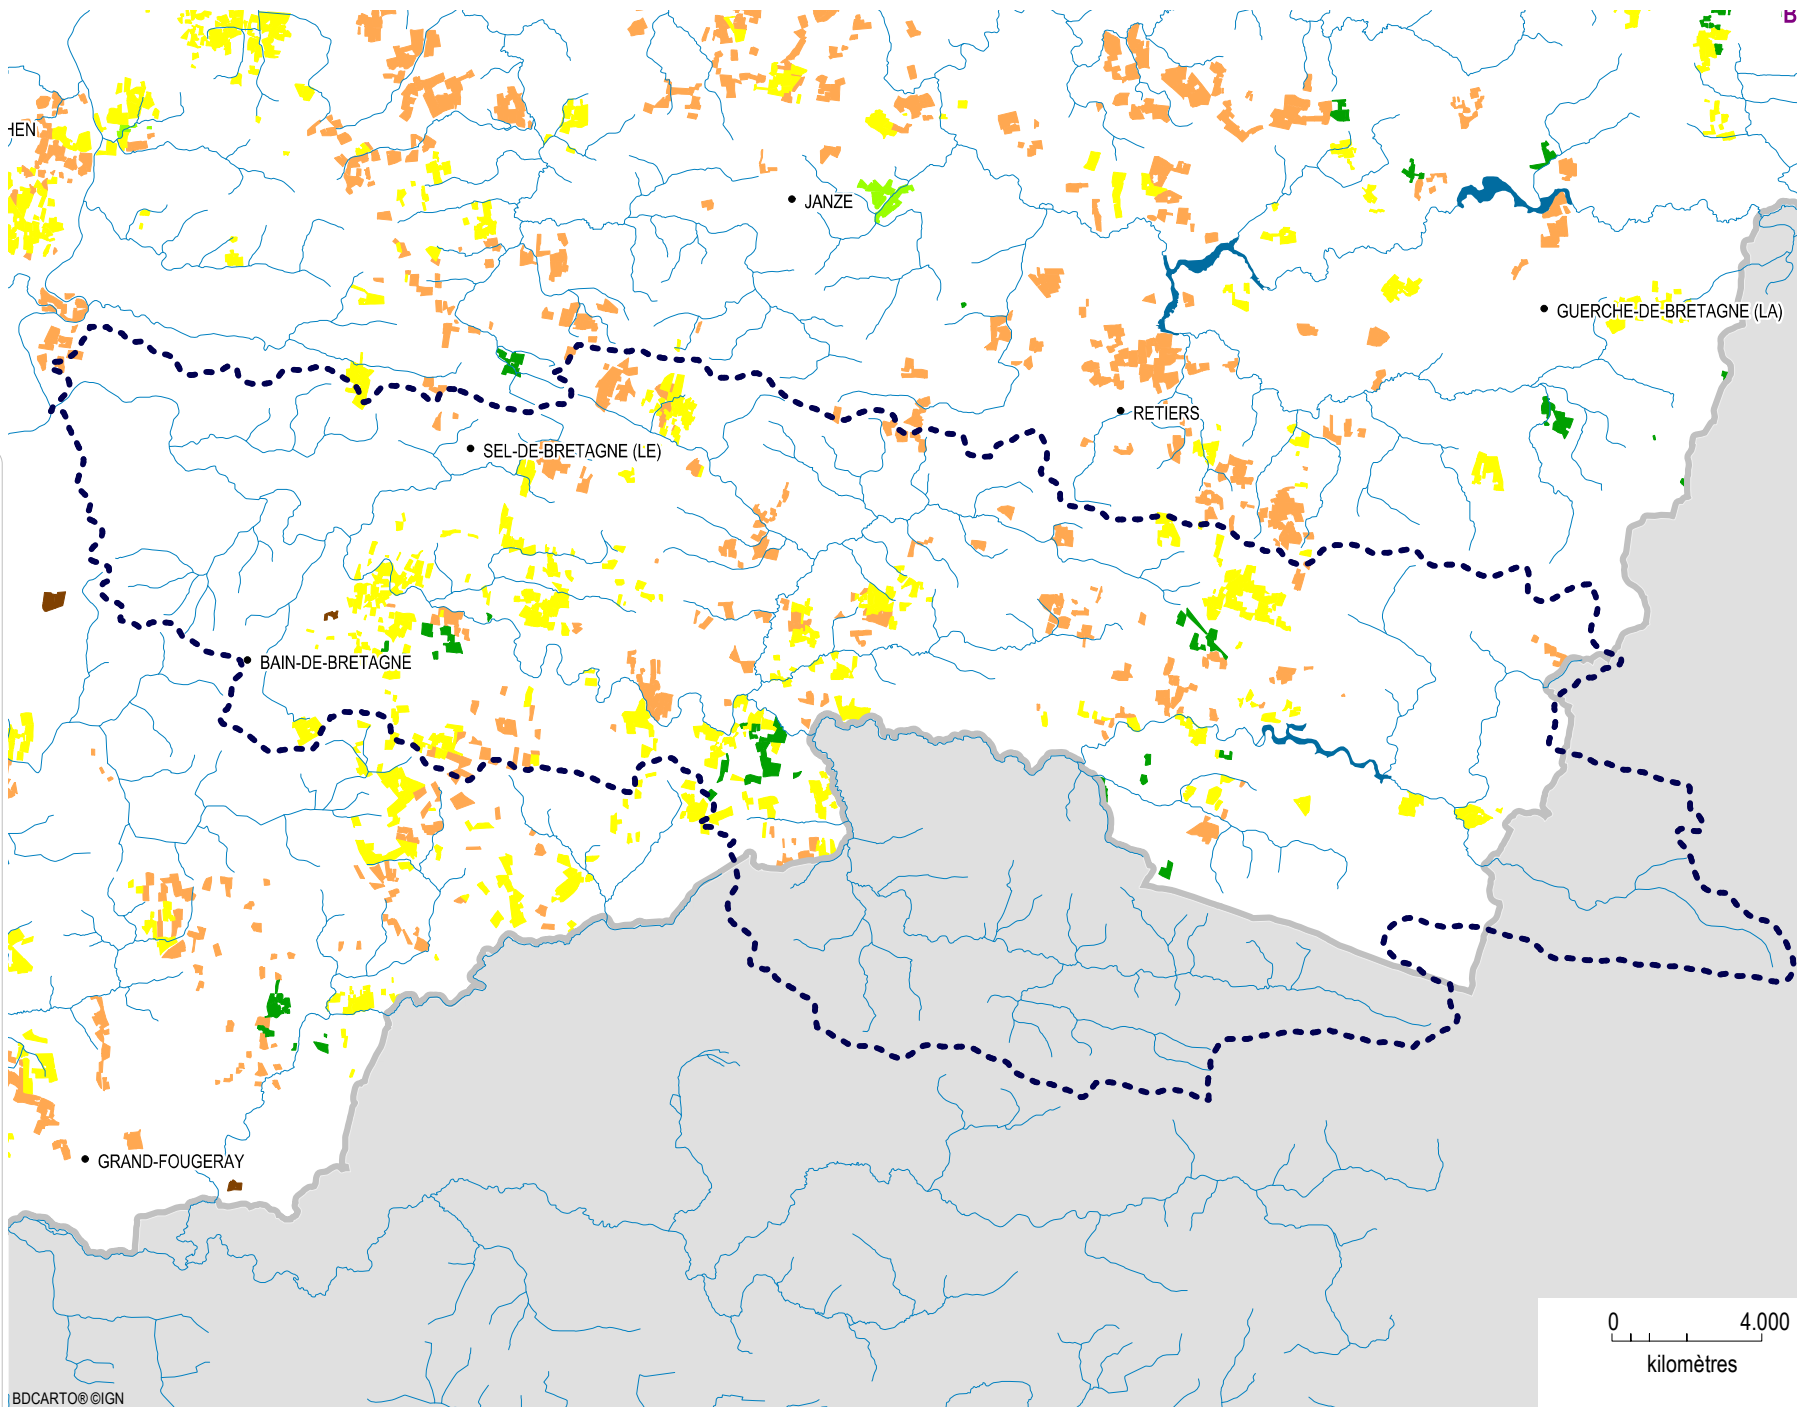 B
HEN
JANZE
GUERCHE-DE-BRETAGNE (LA)
RETIERS
SEL-DE-BRETAGNE (LE)
BAIN-DE-BRETAGNE
GRAND-FOUGERAY
0 4.000
kilomètres
BDCARTO® ©IGN